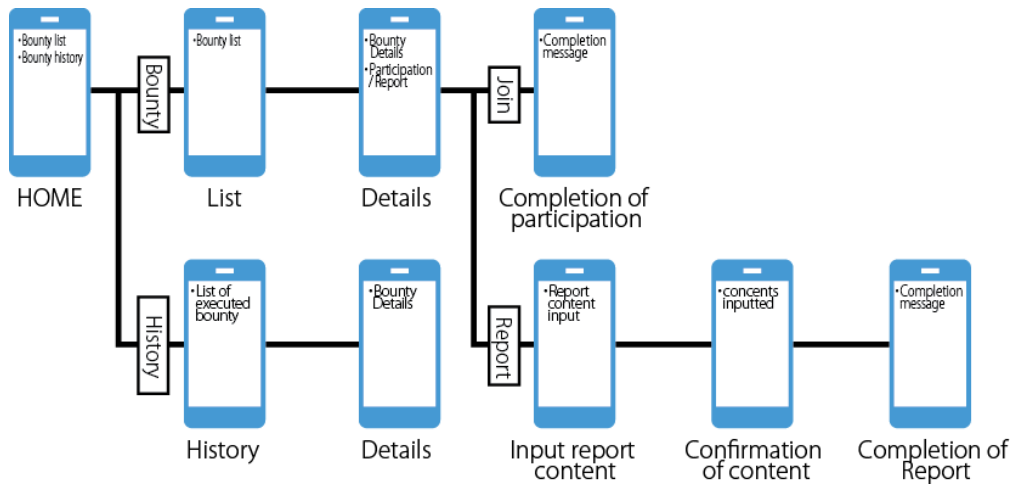 •Bounty list
•Bounty history
HOME
Bounty
•Bounty list
List
•Bounty
Details
•Participation
/Report
Details
Join
•Completion
message
Completion of
participation
History
•List of
executed
bounty
History
•Bounty
Details
Details
Report
•Report
content
input
Input report
content
•concents
inputted
Confirmation
of content
•Completion
message
Completion of
Report